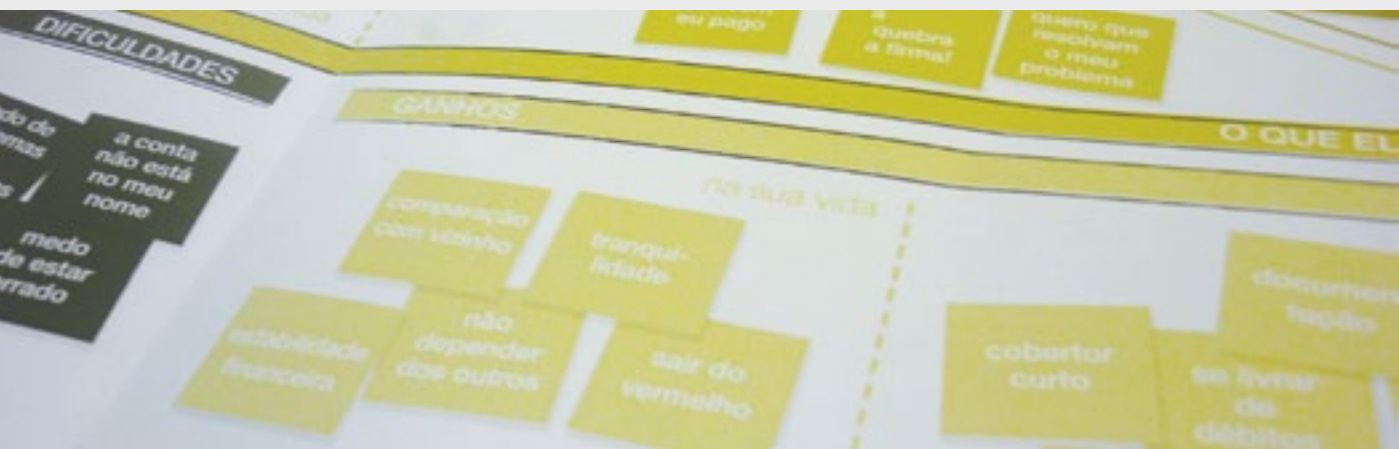 DIFICULDADES
a conta
não está
no meu
nome
medo
de estar
errado
eu pago
a
quebra
a firma!
quero que
resolvam
o meu
problema
GANHOS
O QUE EL
na sua vida
comparação
com vizinho
tranqui-
lidade
estabilidade
financeira
não
depender
dos outros
sair do
vermelho
cobertor
curto
documen
tação
se livrar
de
débitos